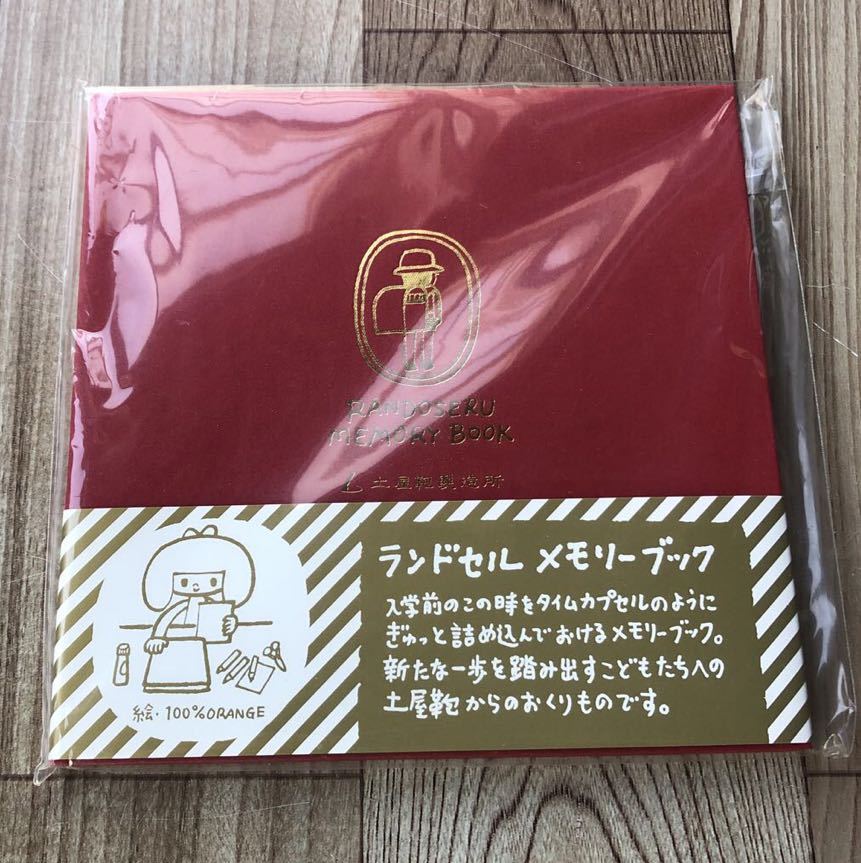 RANDOSERU
MEMORY BOOK
土屋鞄製造所
ランドセル メモリーブック
入学前のこの時をタイムカプセルのように
ぎゅっと詰め込んでおけるメモリーブック。
新たな一歩を踏み出すこどもたちへの
土屋鞄からのおくりものです。
絵・100%ORANGE